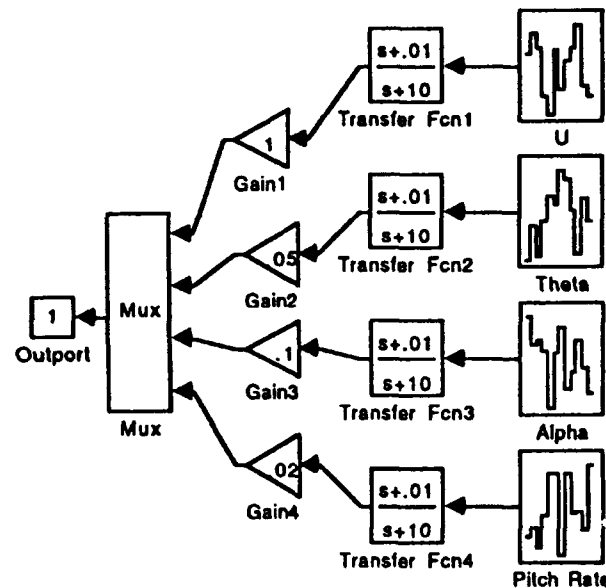 s+.01
s+10
Transfer Fcn1
U
1
Gain1
s+.01
s+10
Transfer Fcn2
Theta
05
Gain2
Mux
1
Outport
.1
Gain3
s+.01
s+10
Transfer Fcn3
Alpha
Mux
.02
Gain4
s+.01
s+10
Transfer Fcn4
Pitch Rate